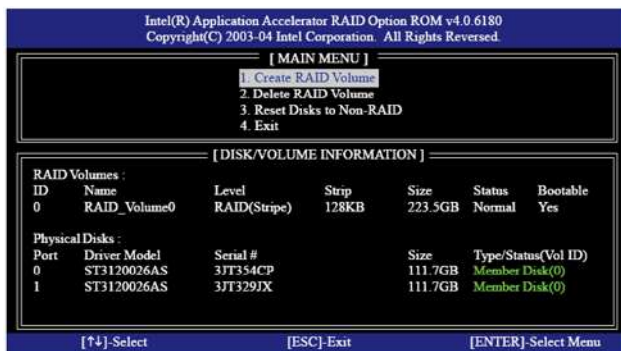 Intel(R) Application Accelerator RAID Option ROM v4.0.6180
Copyright(C) 2003-04 Intel Corporation. All Rights Reversed.
[ MAIN MENU ]
1. Create RAID Volume
2. Delete RAID Volume
3. Reset Disks to Non-RAID
4. Exit
[ DISK/VOLUME INFORMATION ]
RAID Volumes :
ID Name Level Strip Size Status Bootable
0 RAID_Volume0 RAID(Stripe) 128KB 223.5GB Normal Yes
Physical Disks :
Port Driver Model Serial # Size Type/Status(Vol ID)
0 ST3120026AS 3JT354CP 111.7GB Member Disk(0)
1 ST3120026AS 3JT329JX 111.7GB Member Disk(0)
[↑↓]-Select [ESC]-Exit [ENTER]-Select Menu